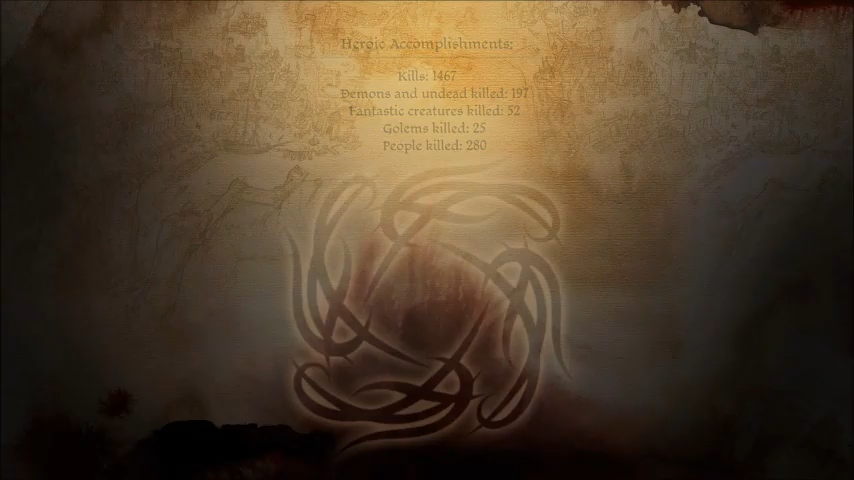 Heroic Accomplishments:
Kills: 1467
Demons and undead killed: 197
Fantastic creatures killed: 52
Golems killed: 25
People killed: 280